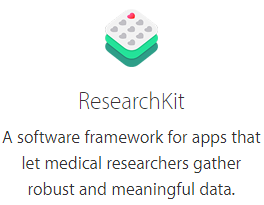 ResearchKit
A software framework for apps that
let medical researchers gather
robust and meaningful data.